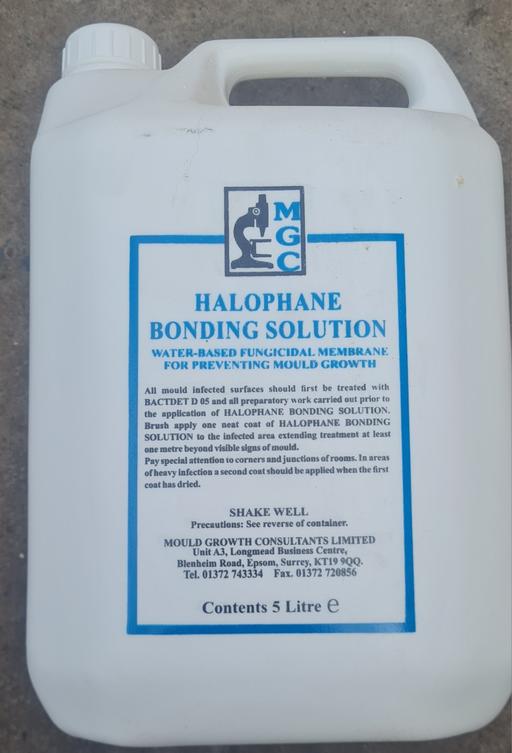 MGC
HALOPHANE
BONDING SOLUTION
WATER-BASED FUNGICIDAL MEMBRANE
FOR PREVENTING MOULD GROWTH
All mould infected surfaces should first be treated with
BACTDET D 05 and all preparatory work carried out prior to
the application of HALOPHANE BONDING SOLUTION.
Brush apply one neat coat of HALOPHANE BONDING
SOLUTION to the infected area extending treatment at least
one metre beyond visible signs of mould.
Pay special attention to corners and junctions of rooms. In areas
of heavy infection a second coat should be applied when the first
coat has dried.
SHAKE WELL
Precautions: See reverse of container.
MOULD GROWTH CONSULTANTS LIMITED
Unit A3, Longmead Business Centre,
Blenheim Road, Epsom, Surrey, KT19 9QQ.
Tel. 01372 743334 Fax. 01372 720856
Contents 5 Litre ℮